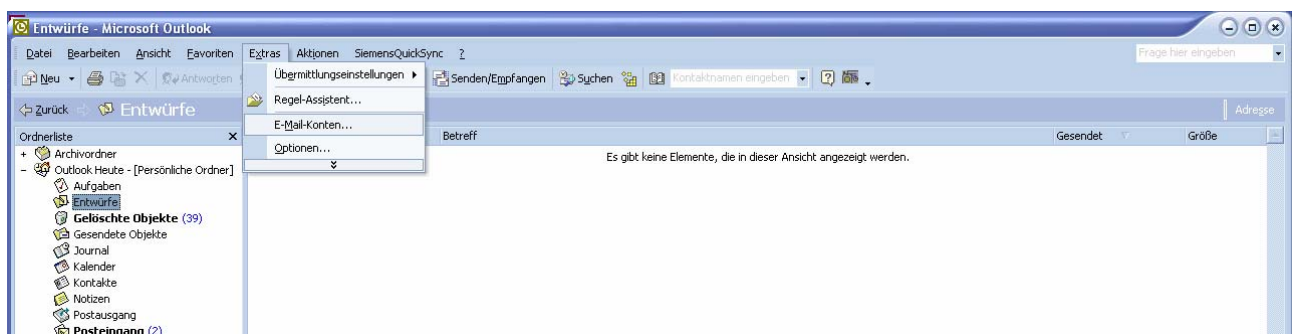 Entwürfe - Microsoft Outlook
Datei Bearbeiten Ansicht Favoriten Extras Aktionen SiemensQuickSync ? Frage hier eingeben
Neu Antworten Senden/Empfangen Suchen Kontaktnamen eingeben
Übermittlungseinstellungen
Regel-Assistent...
E-Mail-Konten...
Optionen...
Zurück Entwürfe Adresse
Ordnerliste x Betreff Gesendet Größe
Es gibt keine Elemente, die in dieser Ansicht angezeigt werden.
+ Archivordner
- Outlook Heute - [Persönliche Ordner]
Aufgaben
Entwürfe
Gelöschte Objekte (39)
Gesendete Objekte
Journal
Kalender
Kontakte
Notizen
Postausgang
Posteingang (2)